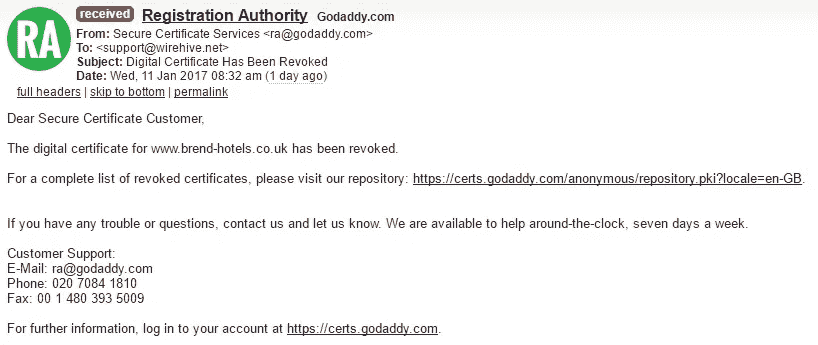 RA
received Registration Authority Godaddy.com
From: Secure Certificate Services <ra@godaddy.com>
To: <support@wirehive.net>
Subject: Digital Certificate Has Been Revoked
Date: Wed, 11 Jan 2017 08:32 am (1 day ago)
full headers | skip to bottom | permalink
Dear Secure Certificate Customer,
The digital certificate for www.brend-hotels.co.uk has been revoked.
For a complete list of revoked certificates, please visit our repository: https://certs.godaddy.com/anonymous/repository.pki?locale=en-GB.
If you have any trouble or questions, contact us and let us know. We are available to help around-the-clock, seven days a week.
Customer Support:
E-Mail: ra@godaddy.com
Phone: 020 7084 1810
Fax: 00 1 480 393 5009
For further information, log in to your account at https://certs.godaddy.com.